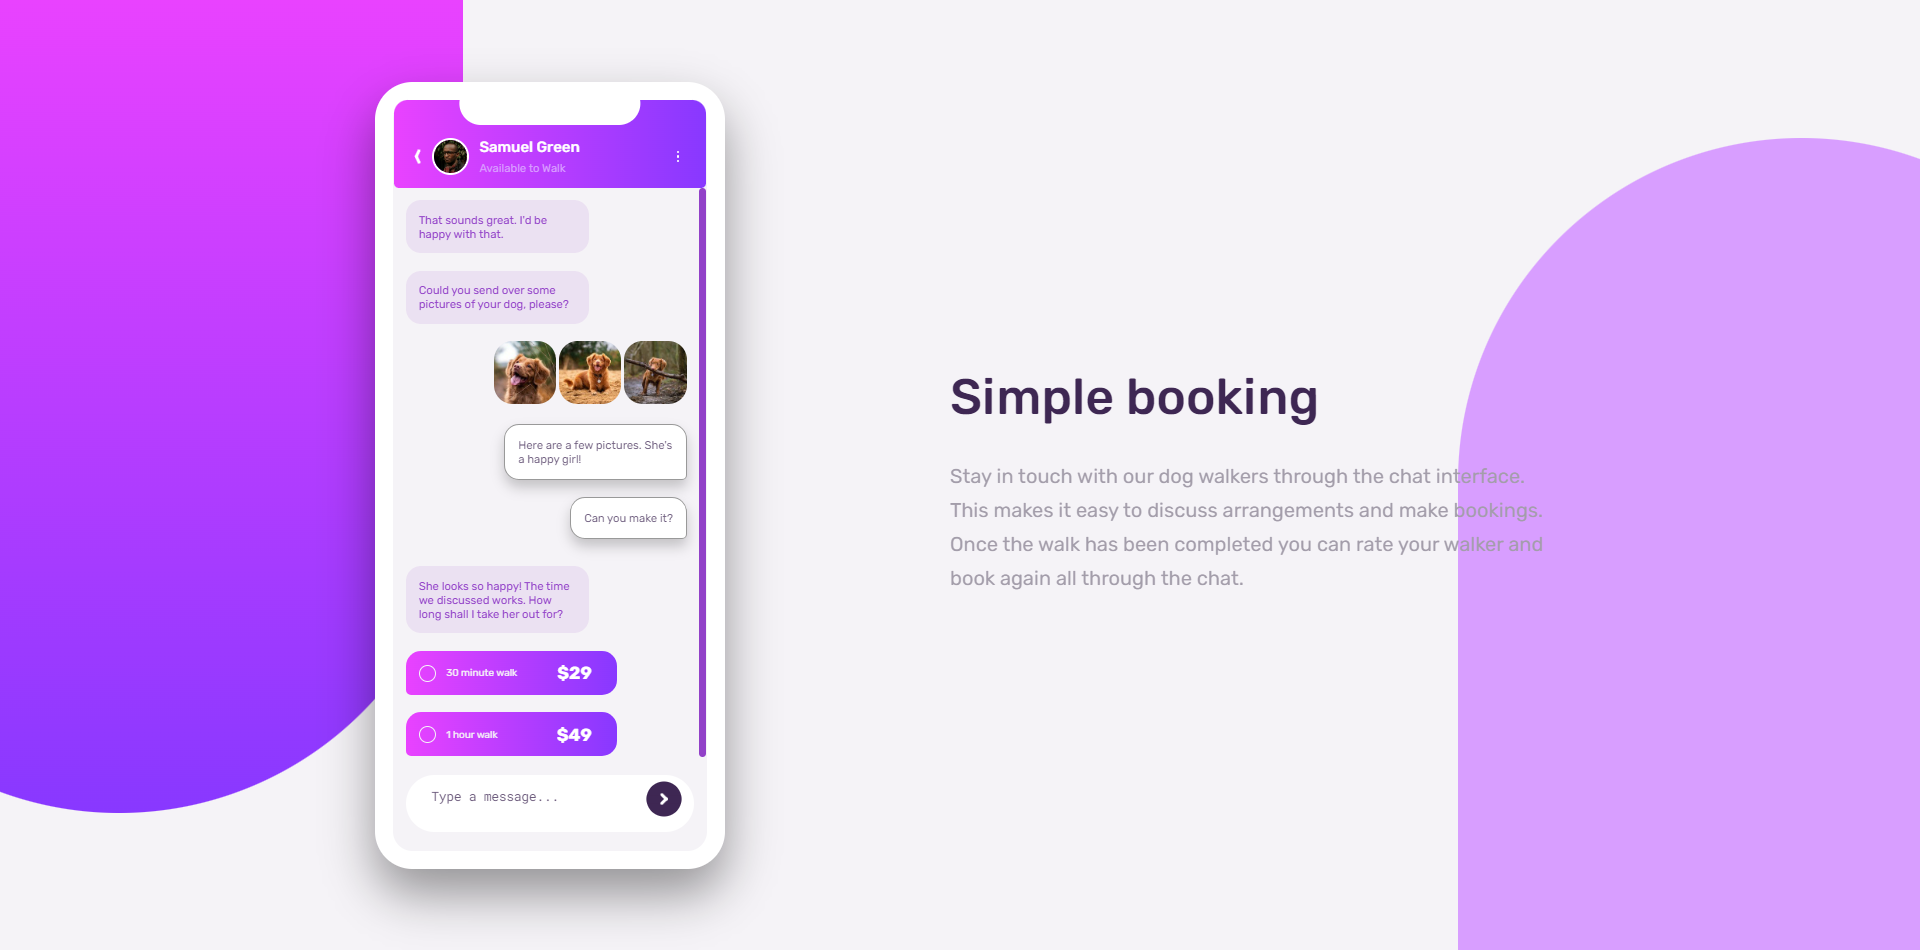 Samuel Green
Available to Walk
That sounds great. I'd be
happy with that.
Could you send over some
pictures of your dog, please?
Here are a few pictures. She's
a happy girl!
Can you make it?
She looks so happy! The time
we discussed works. How
long shall I take her out for?
30 minute walk $29
1 hour walk $49
Type a message...
Simple booking
Stay in touch with our dog walkers through the chat interface.
This makes it easy to discuss arrangements and make bookings.
Once the walk has been completed you can rate your walker and
book again all through the chat.